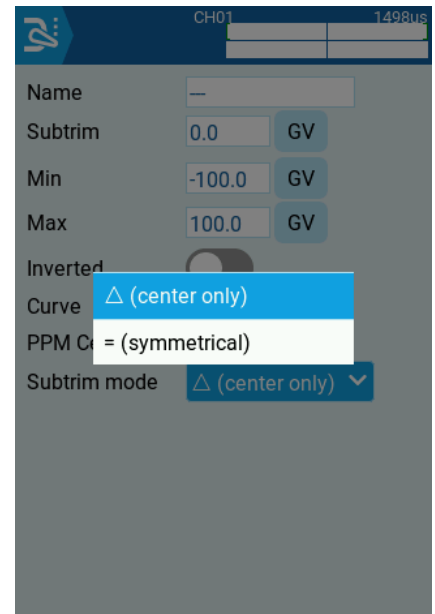 CH01 1498us
Name ---
Subtrim 0.0 GV
Min -100.0 GV
Max 100.0 GV
Inverted
△ (center only)
Curve
= (symmetrical)
PPM Ce
Subtrim mode △ (center only)